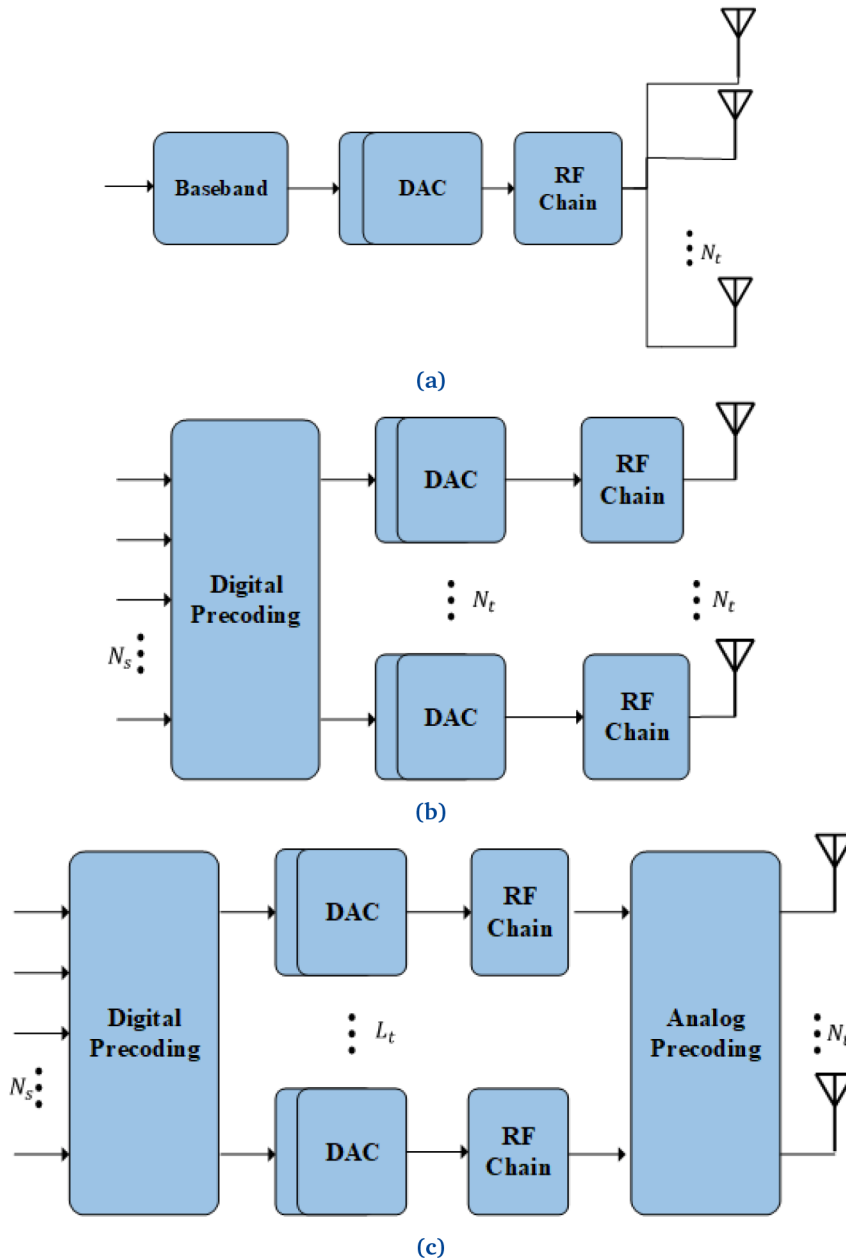 Baseband
DAC
RF
Chain
N_t
(a)
Digital
Precoding
DAC
RF
Chain
N_s
N_t
N_t
DAC
RF
Chain
(b)
Digital
Precoding
DAC
RF
Chain
Analog
Precoding
N_s
L_t
N_t
DAC
RF
Chain
(c)